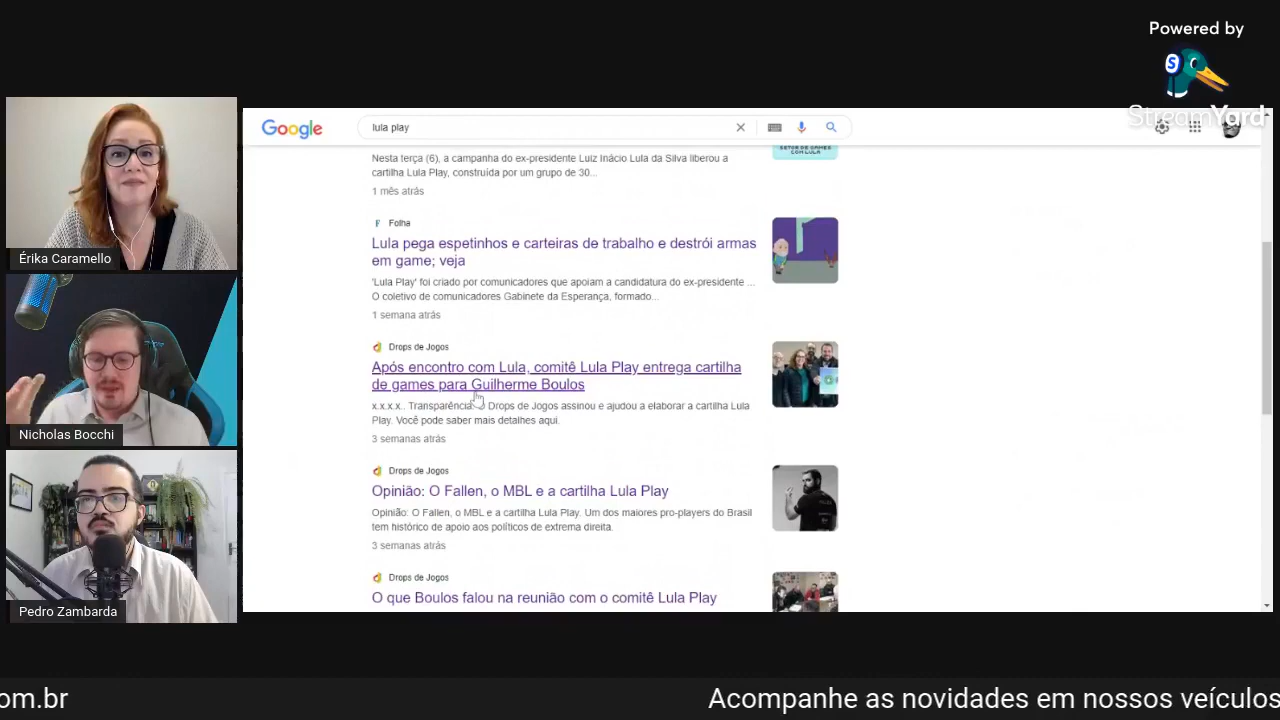 Powered by
StreamYard
Google
lula play
SETOR DE GAMES
COM LULA
Nesta terça (6), a campanha do ex-presidente Luiz Inácio Lula da Silva liberou a
cartilha Lula Play, construída por um grupo de 30...
1 mês atrás
Folha
Lula pega espetinhos e carteiras de trabalho e destrói armas
em game; veja
'Lula Play' foi criado por comunicadores que apoiam a candidatura do ex-presidente ...
O coletivo de comunicadores Gabinete da Esperança, formado...
1 semana atrás
Drops de Jogos
Após encontro com Lula, comitê Lula Play entrega cartilha
de games para Guilherme Boulos
x.x.x.x.. Transparência: O Drops de Jogos assinou e ajudou a elaborar a cartilha Lula
Play. Você pode saber mais detalhes aqui.
3 semanas atrás
Drops de Jogos
Opinião: O Fallen, o MBL e a cartilha Lula Play
Opinião: O Fallen, o MBL e a cartilha Lula Play. Um dos maiores pro-players do Brasil
tem histórico de apoio aos políticos de extrema direita.
3 semanas atrás
Drops de Jogos
O que Boulos falou na reunião com o comitê Lula Play
Érika Caramello
Nicholas Bocchi
Pedro Zambarda
om.br
Acompanhe as novidades em nossos veículos